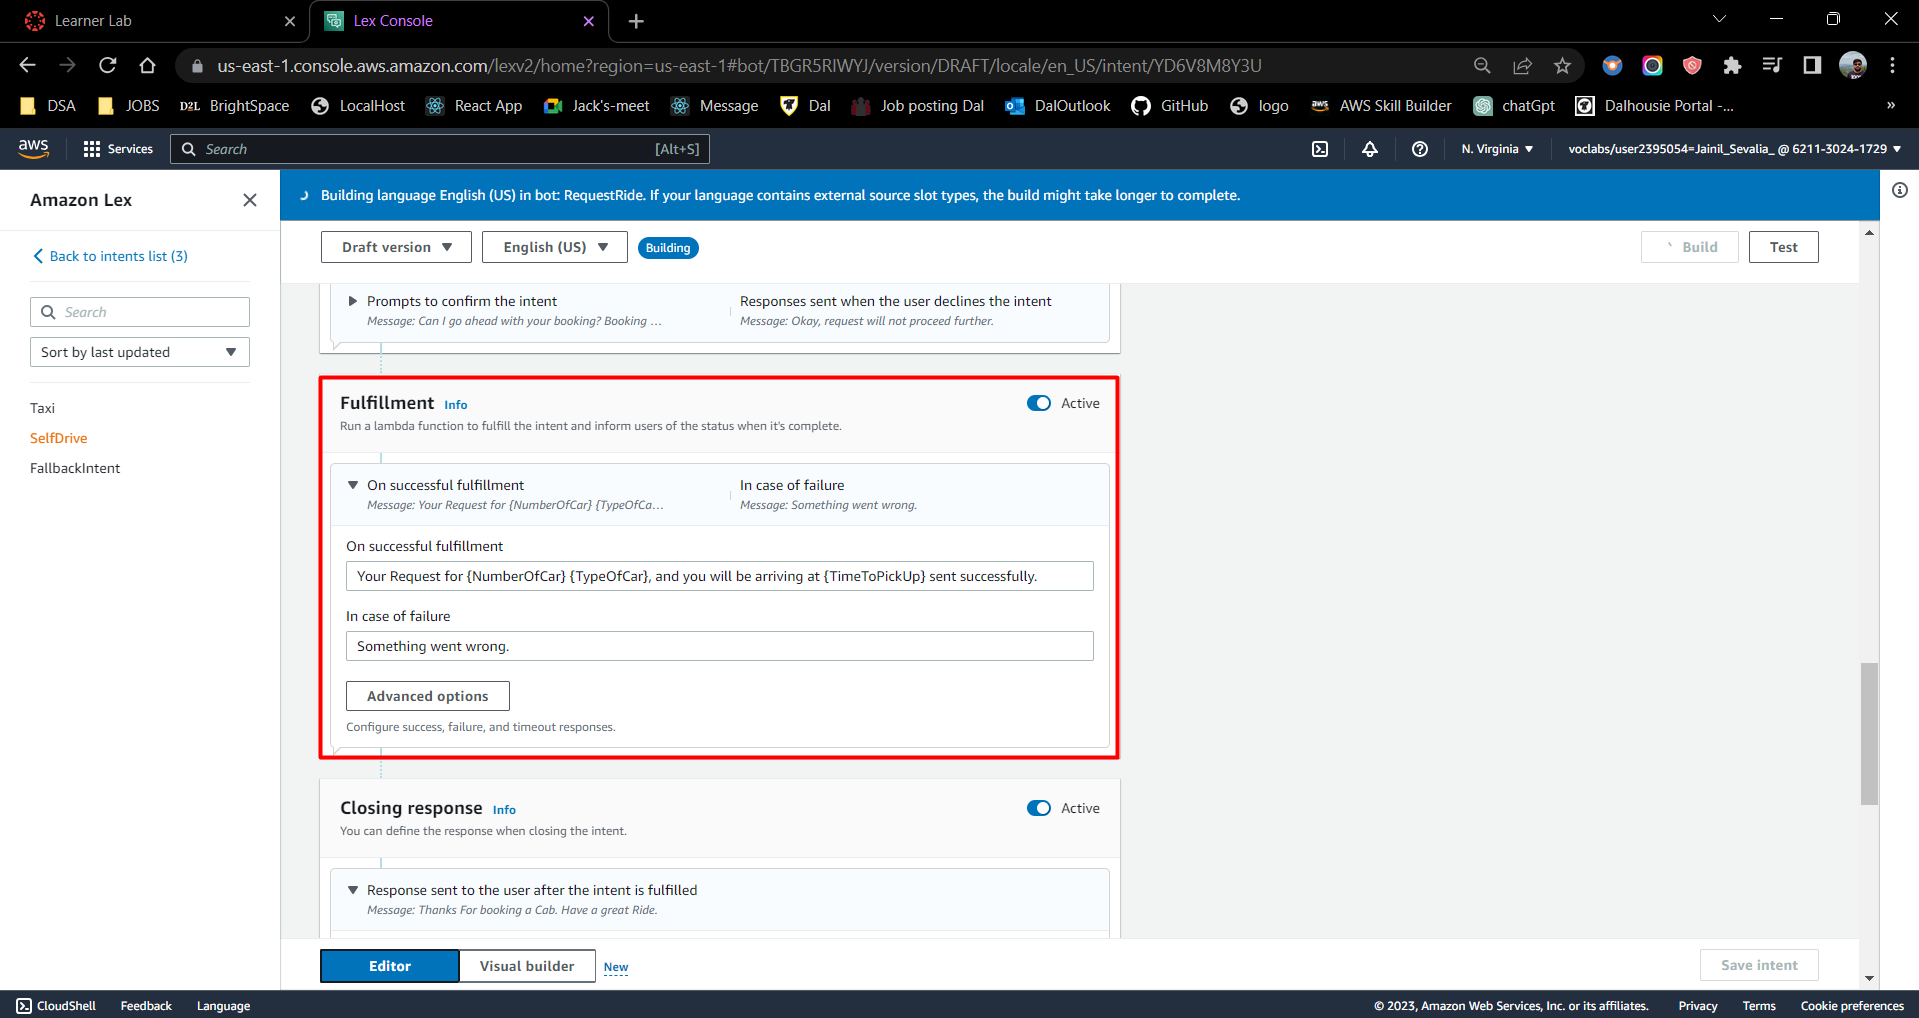 Learner Lab
Lex Console
us-east-1.console.aws.amazon.com/lexv2/home?region=us-east-1#bot/TBGR5RIWYJ/version/DRAFT/locale/en_US/intent/YD6V8M8Y3U
DSA JOBS D2L BrightSpace LocalHost React App Jack's-meet Message Dal Job posting Dal DalOutlook GitHub logo aws AWS Skill Builder chatGpt Dalhousie Portal -... »
aws Services Search [Alt+S] N. Virginia voclabs/user2395054=Jainil_Sevalia_ @ 6211-3024-1729
Amazon Lex
Back to intents list (3)
Search
Sort by last updated
Taxi
SelfDrive
FallbackIntent
Building language English (US) in bot: RequestRide. If your language contains external source slot types, the build might take longer to complete.
Draft version English (US) Building Build Test
Prompts to confirm the intent
Message: Can I go ahead with your booking? Booking ...
Responses sent when the user declines the intent
Message: Okay, request will not proceed further.
Fulfillment Info Active
Run a lambda function to fulfill the intent and inform users of the status when it's complete.
On successful fulfillment
Message: Your Request for {NumberOfCar} {TypeOfCa...
In case of failure
Message: Something went wrong.
On successful fulfillment
Your Request for {NumberOfCar} {TypeOfCar}, and you will be arriving at {TimeToPickUp} sent successfully.
In case of failure
Something went wrong.
Advanced options
Configure success, failure, and timeout responses.
Closing response Info Active
You can define the response when closing the intent.
Response sent to the user after the intent is fulfilled
Message: Thanks For booking a Cab. Have a great Ride.
Editor Visual builder New Save intent
CloudShell Feedback Language © 2023, Amazon Web Services, Inc. or its affiliates. Privacy Terms Cookie preferences